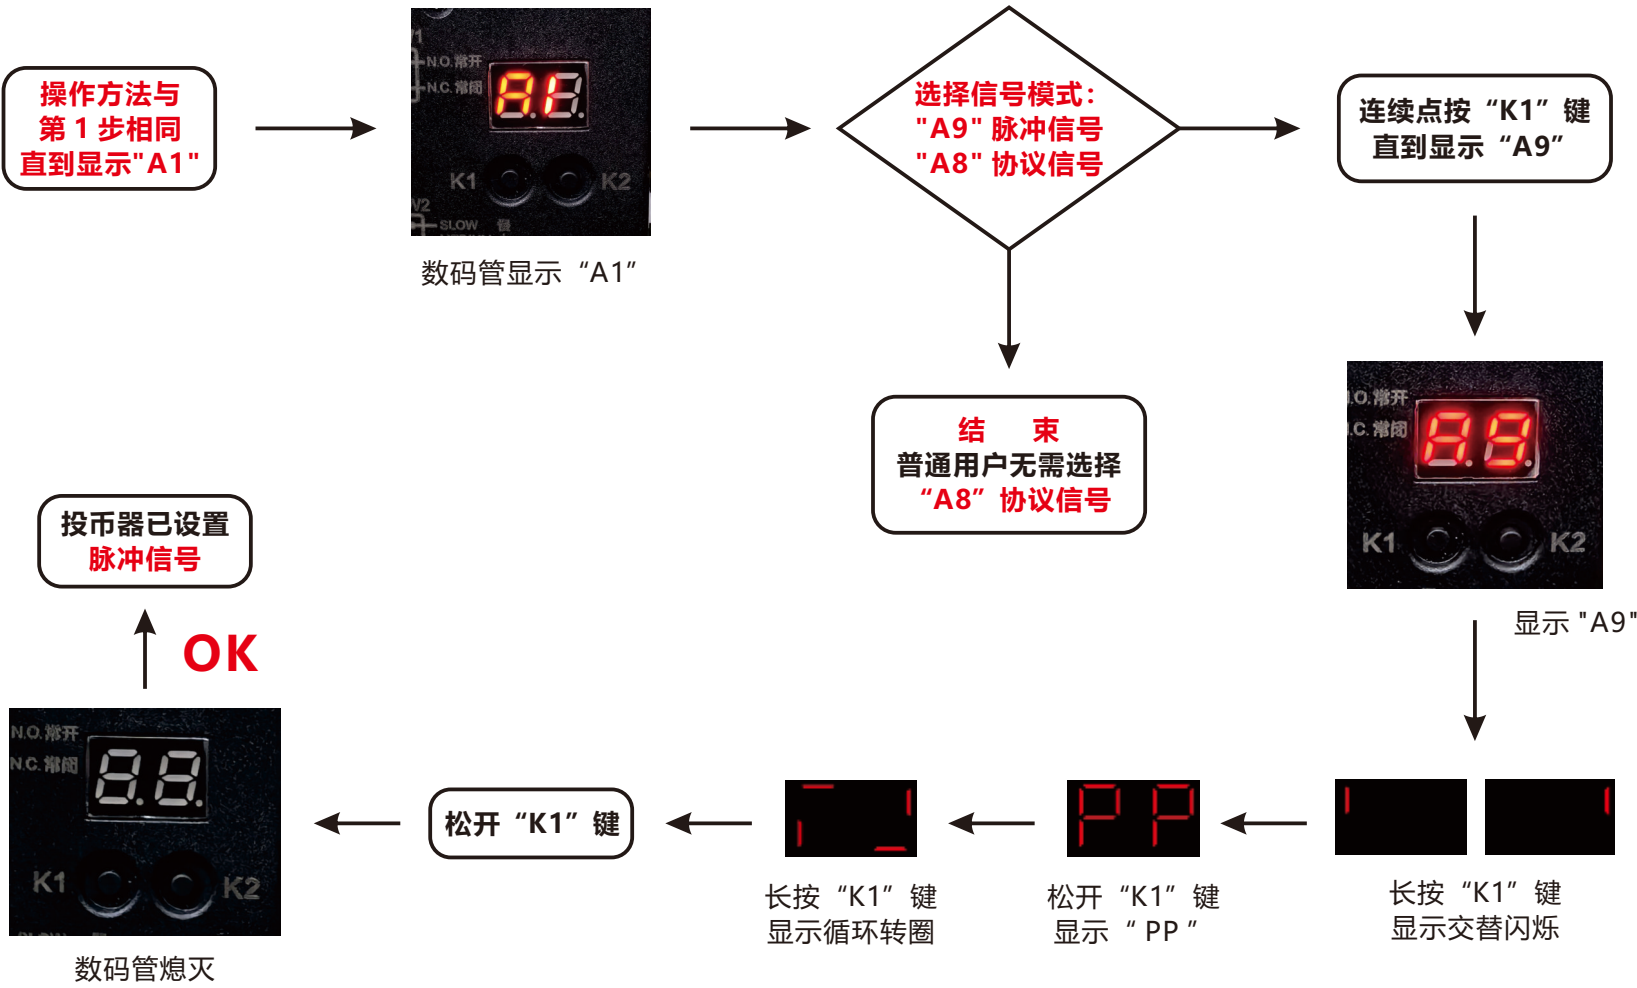 操作方法与
第 1 步相同
直到显示"A1"
N.O.常开
N.C.常闭
A1
K1
K2
SLOW 慢
数码管显示“A1”
选择信号模式：
"A9" 脉冲信号
"A8" 协议信号
连续点按“K1”键
直到显示“A9”
结 束
普通用户无需选择
“A8”协议信号
.O.常开
.C.常闭
A9
K1
K2
显示 "A9"
投币器已设置
脉冲信号
OK
N.O.常开
N.C.常闭
8.8.
K1
K2
数码管熄灭
松开“K1”键
长按“K1”键
显示循环转圈
PP
松开“K1”键
显示“ PP ”
长按“K1”键
显示交替闪烁